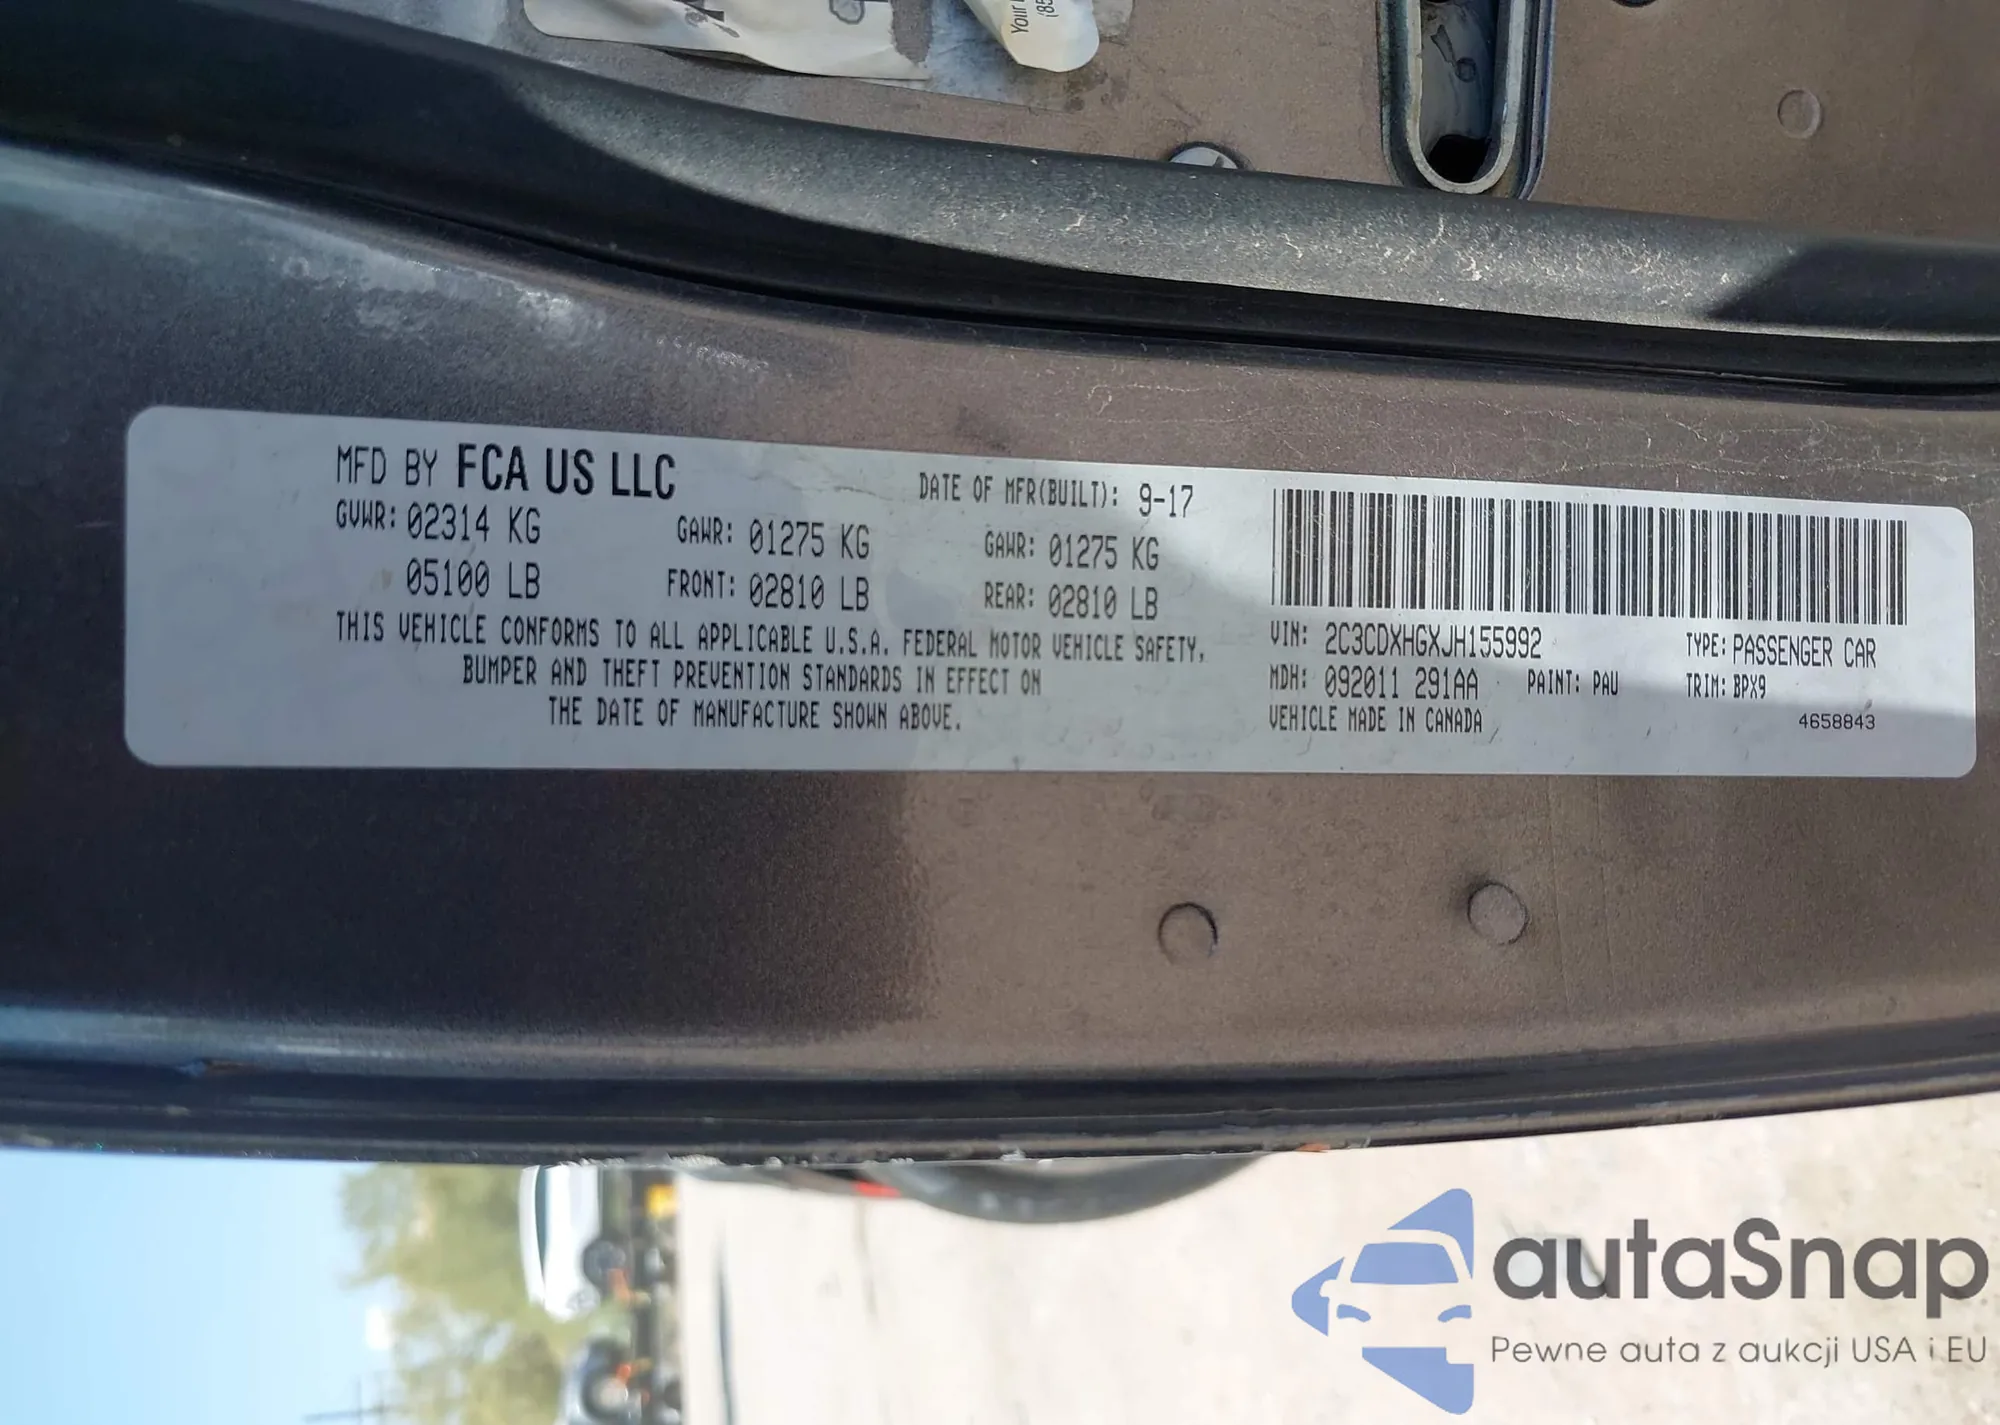 Your
(85
MFD BY FCA US LLC
DATE OF MFR(BUILT): 9-17
GVWR: 02314 KG GAWR: 01275 KG GAWR: 01275 KG
05100 LB FRONT: 02810 LB REAR: 02810 LB
THIS VEHICLE CONFORMS TO ALL APPLICABLE U.S.A. FEDERAL MOTOR VEHICLE SAFETY,
BUMPER AND THEFT PREVENTION STANDARDS IN EFFECT ON
THE DATE OF MANUFACTURE SHOWN ABOVE.
VIN: 2C3CDXHGXJH155992 TYPE: PASSENGER CAR
MDH: 092011 291AA PAINT: PAU TRIM: BPX9
VEHICLE MADE IN CANADA 4658843
autaSnap
Pewne auta z aukcji USA i EU